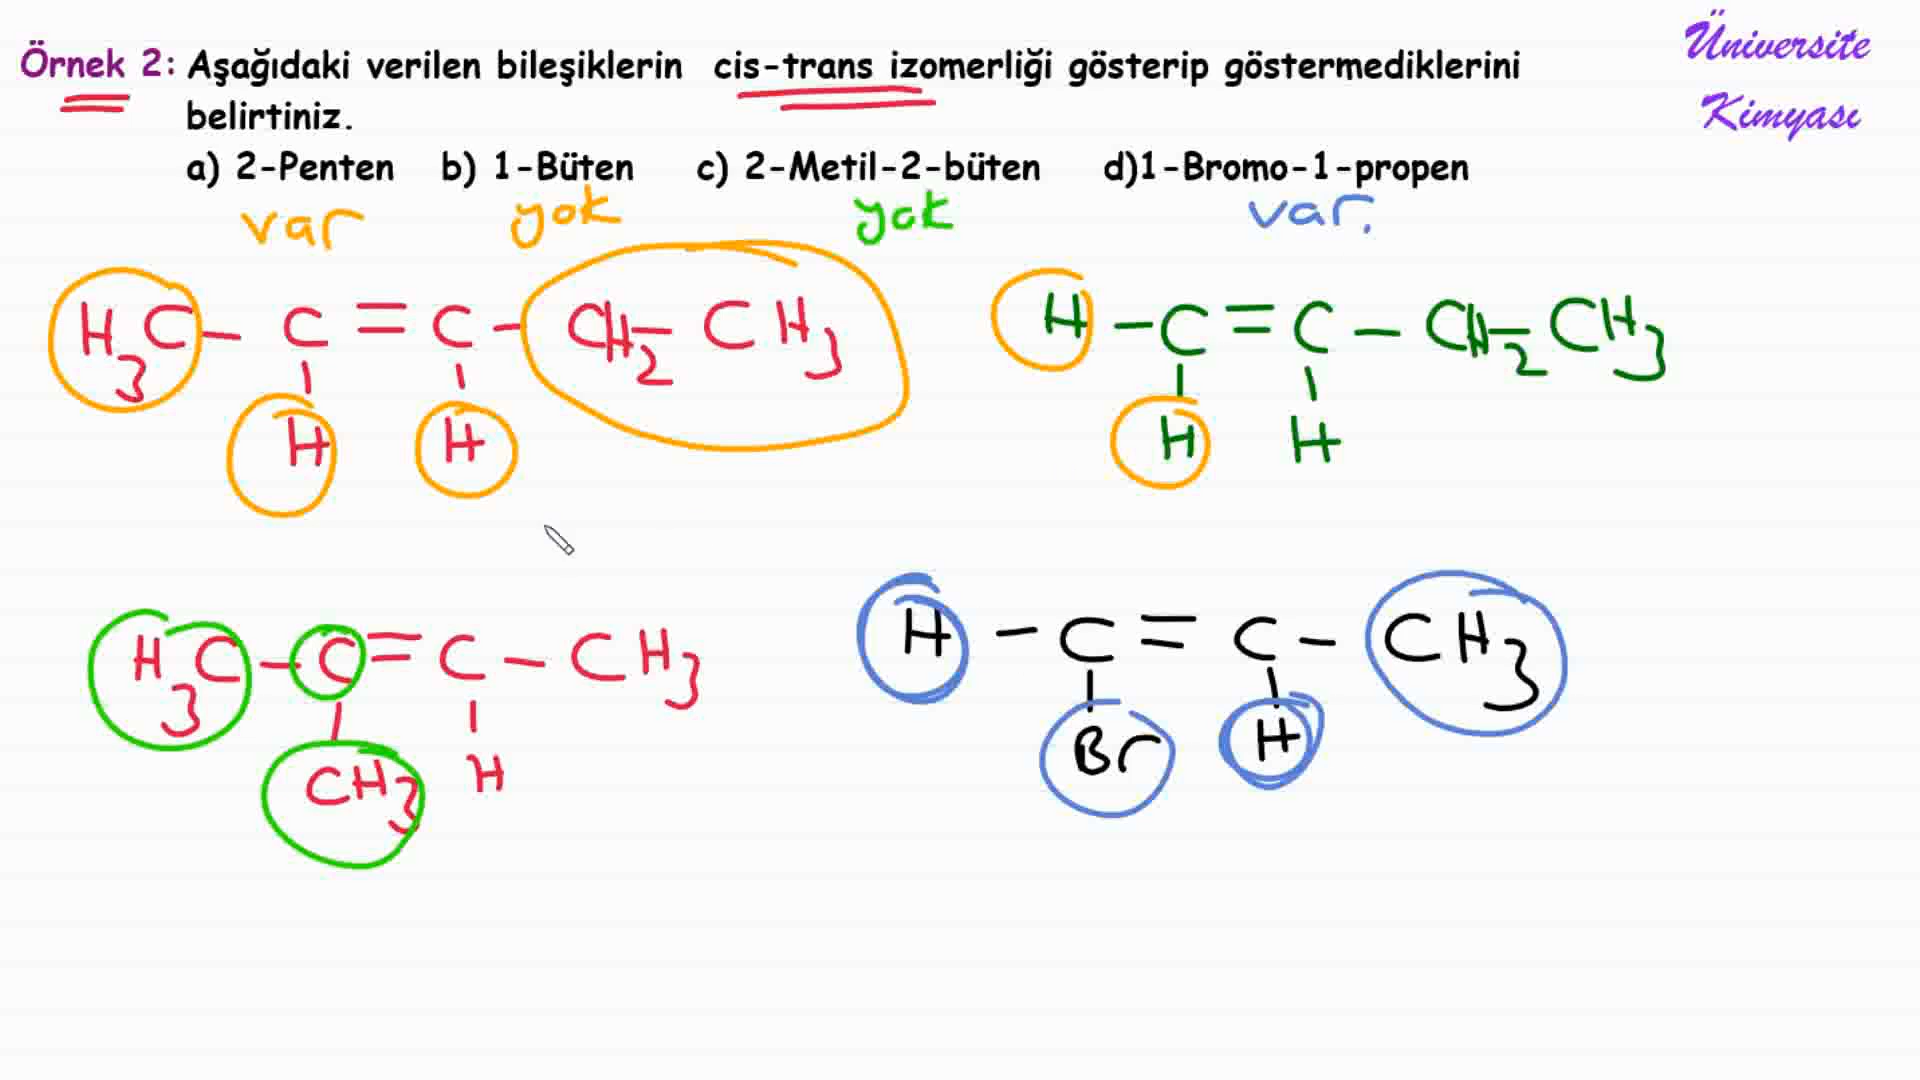 Örnek 2: Aşağıdaki verilen bileşiklerin cis-trans izomerliği gösterip göstermediklerini
belirtiniz.
a) 2-Penten b) 1-Büten c) 2-Metil-2-büten d)1-Bromo-1-propen
var yok yok var.
Üniversite
Kimyası
H3C - C = C - CH2 - CH3
H H
H - C = C - CH2 - CH3
H H
H3C - C = C - CH3
CH3 H
H - C = C - CH3
Br H